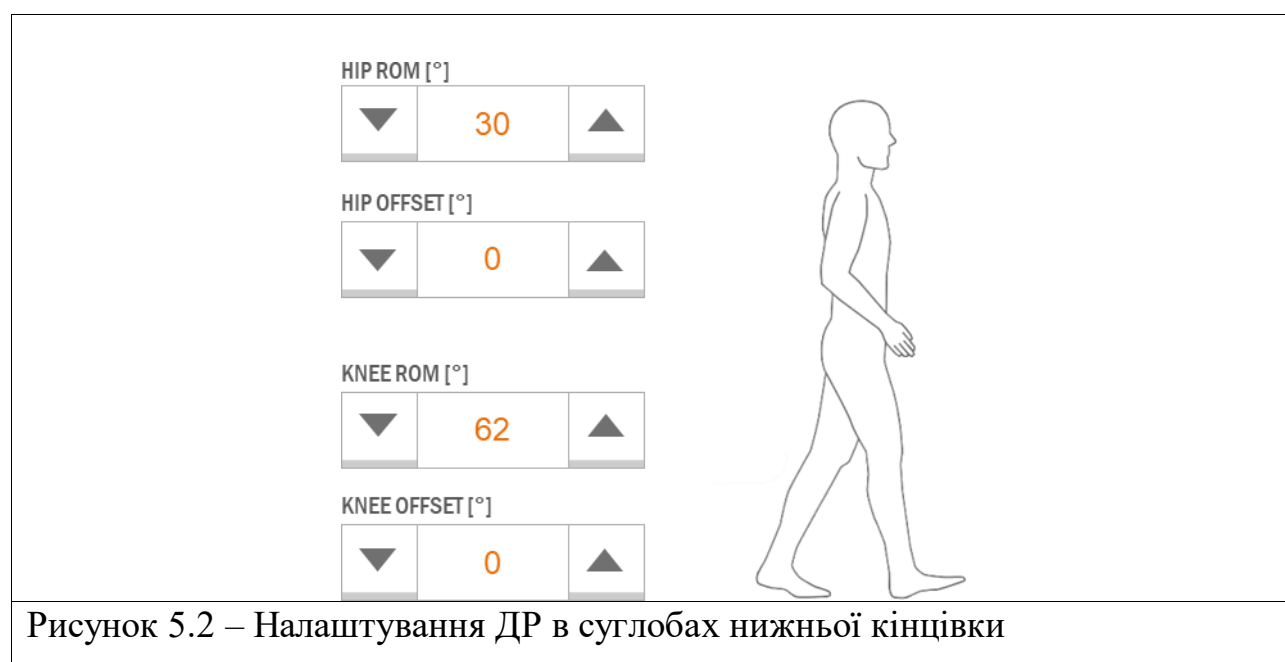 HIP ROM [°]
30
HIP OFFSET [°]
0
KNEE ROM [°]
62
KNEE OFFSET [°]
0
Рисунок 5.2 – Налаштування ДР в суглобах нижньої кінцівки